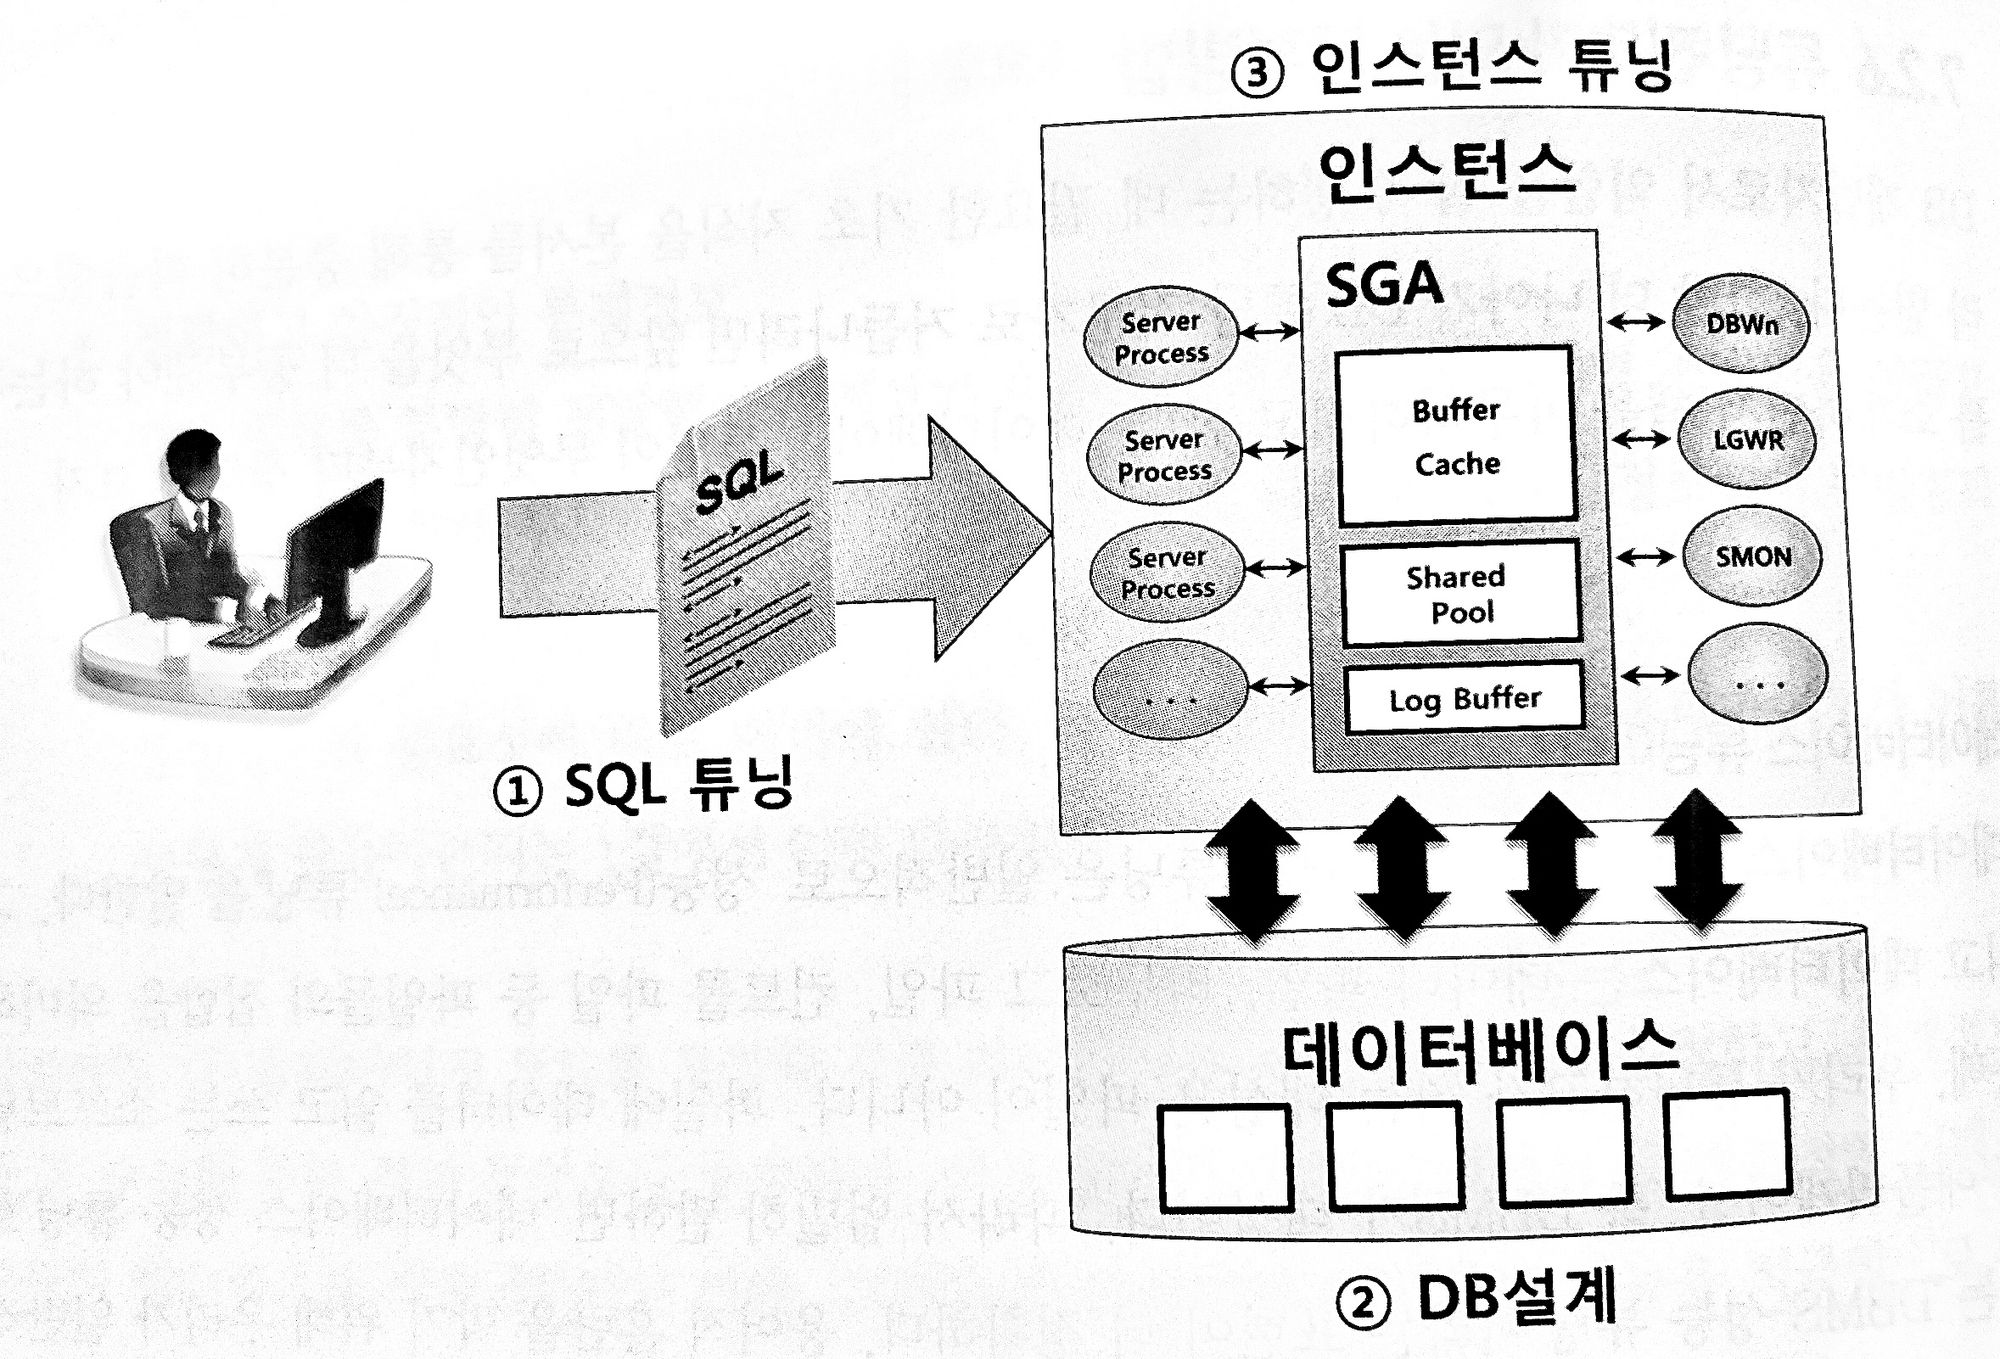 ③ 인스턴스 튜닝
인스턴스
SGA
Server
Process
Server
Process
Server
Process
...
Buffer
Cache
Shared
Pool
Log Buffer
DBWn
LGWR
SMON
...
SQL
① SQL 튜닝
데이터베이스
② DB설계